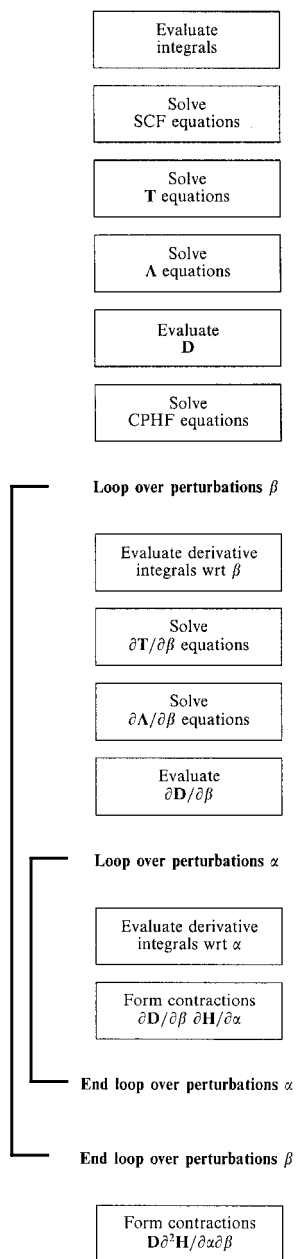 Evaluate
integrals
Solve
SCF equations
Solve
T equations
Solve
Λ equations
Evaluate
D
Solve
CPHF equations
Loop over perturbations β
Evaluate derivative
integrals wrt β
Solve
∂T/∂β equations
Solve
∂Λ/∂β equations
Evaluate
∂D/∂β
Loop over perturbations α
Evaluate derivative
integrals wrt α
Form contractions
∂D/∂β ∂H/∂α
End loop over perturbations α
End loop over perturbations β
Form contractions
D∂²H/∂α∂β